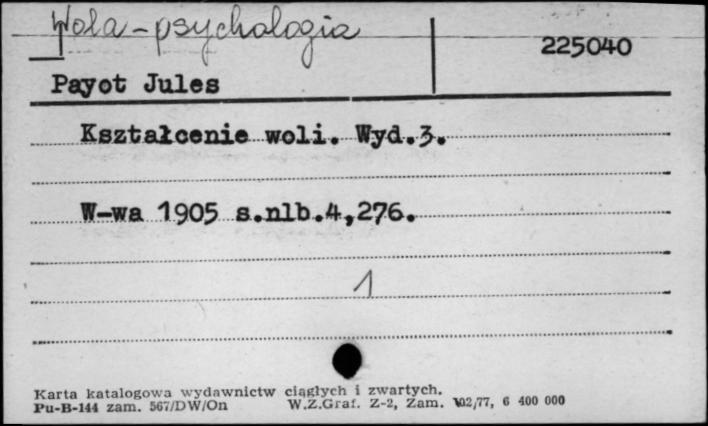 Wola-psychologia
225040
Payot Jules
Kształcenie woli. Wyd.3.
W-wa 1905 s.nlb.4,276.
1
Karta katalogowa wydawnictw ciągłych i zwartych.
Pu-B-144 zam. 567/DW/On W.Z.Graf. Z-2, Zam. 102/77, 6 400 000